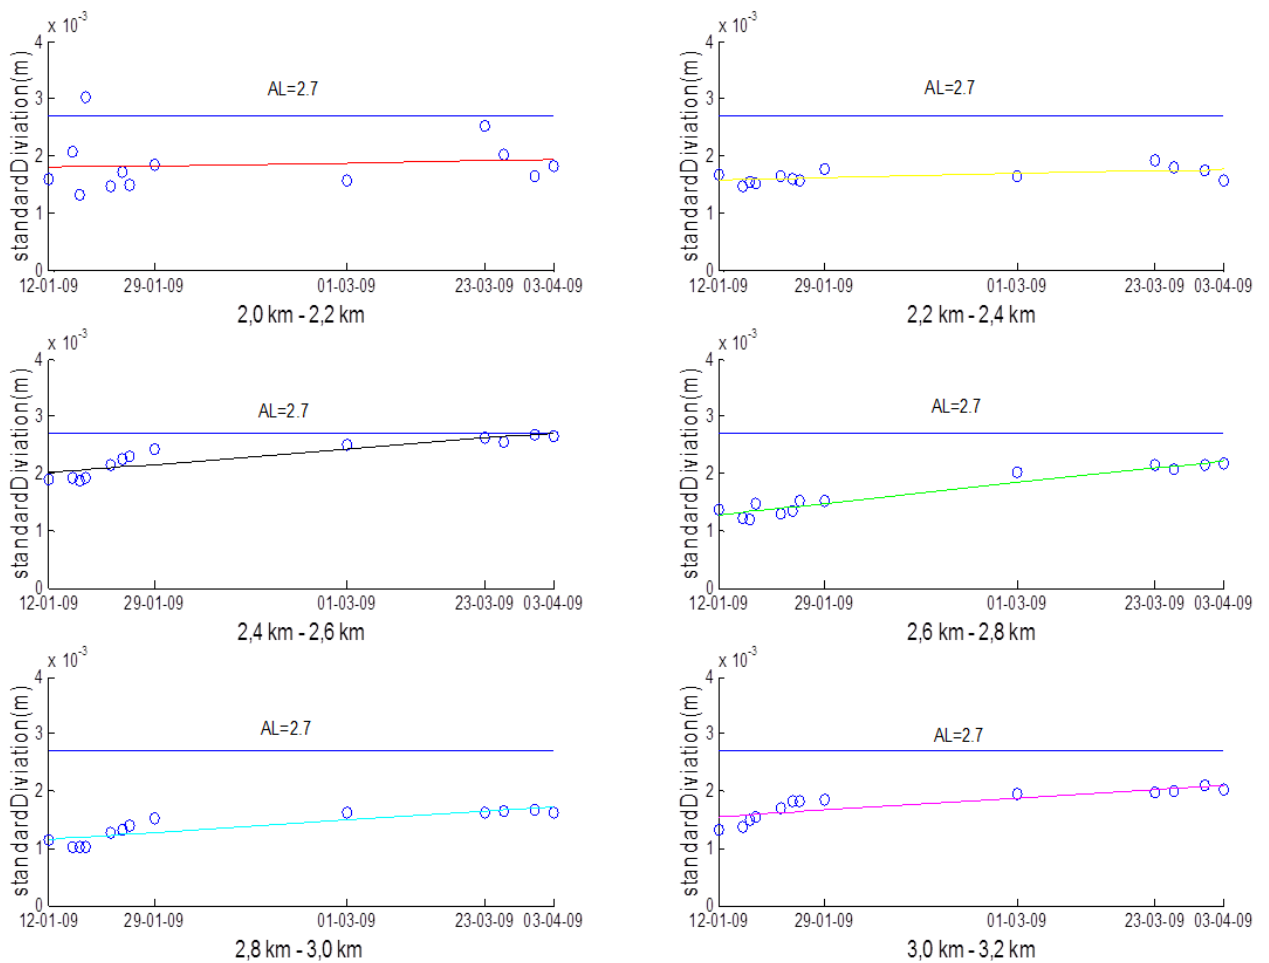 x 10-3
standardDiviation(m)
4
3
2
1
0
AL=2.7
12-01-09 29-01-09 01-03-09 23-03-09 03-04-09
2,0 km - 2,2 km
x 10-3
standardDiviation(m)
4
3
2
1
0
AL=2.7
12-01-09 29-01-09 01-03-09 23-03-09 03-04-09
2,2 km - 2,4 km
x 10-3
standardDiviation(m)
4
3
2
1
0
AL=2.7
12-01-09 29-01-09 01-03-09 23-03-09 03-04-09
2,4 km - 2,6 km
x 10-3
standardDiviation(m)
4
3
2
1
0
AL=2.7
12-01-09 29-01-09 01-03-09 23-03-09 03-04-09
2,6 km - 2,8 km
x 10-3
standardDiviation(m)
4
3
2
1
0
AL=2.7
12-01-09 29-01-09 01-03-09 23-03-09 03-04-09
2,8 km - 3,0 km
x 10-3
standardDiviation(m)
4
3
2
1
0
AL=2.7
12-01-09 29-01-09 01-03-09 23-03-09 03-04-09
3,0 km - 3,2 km